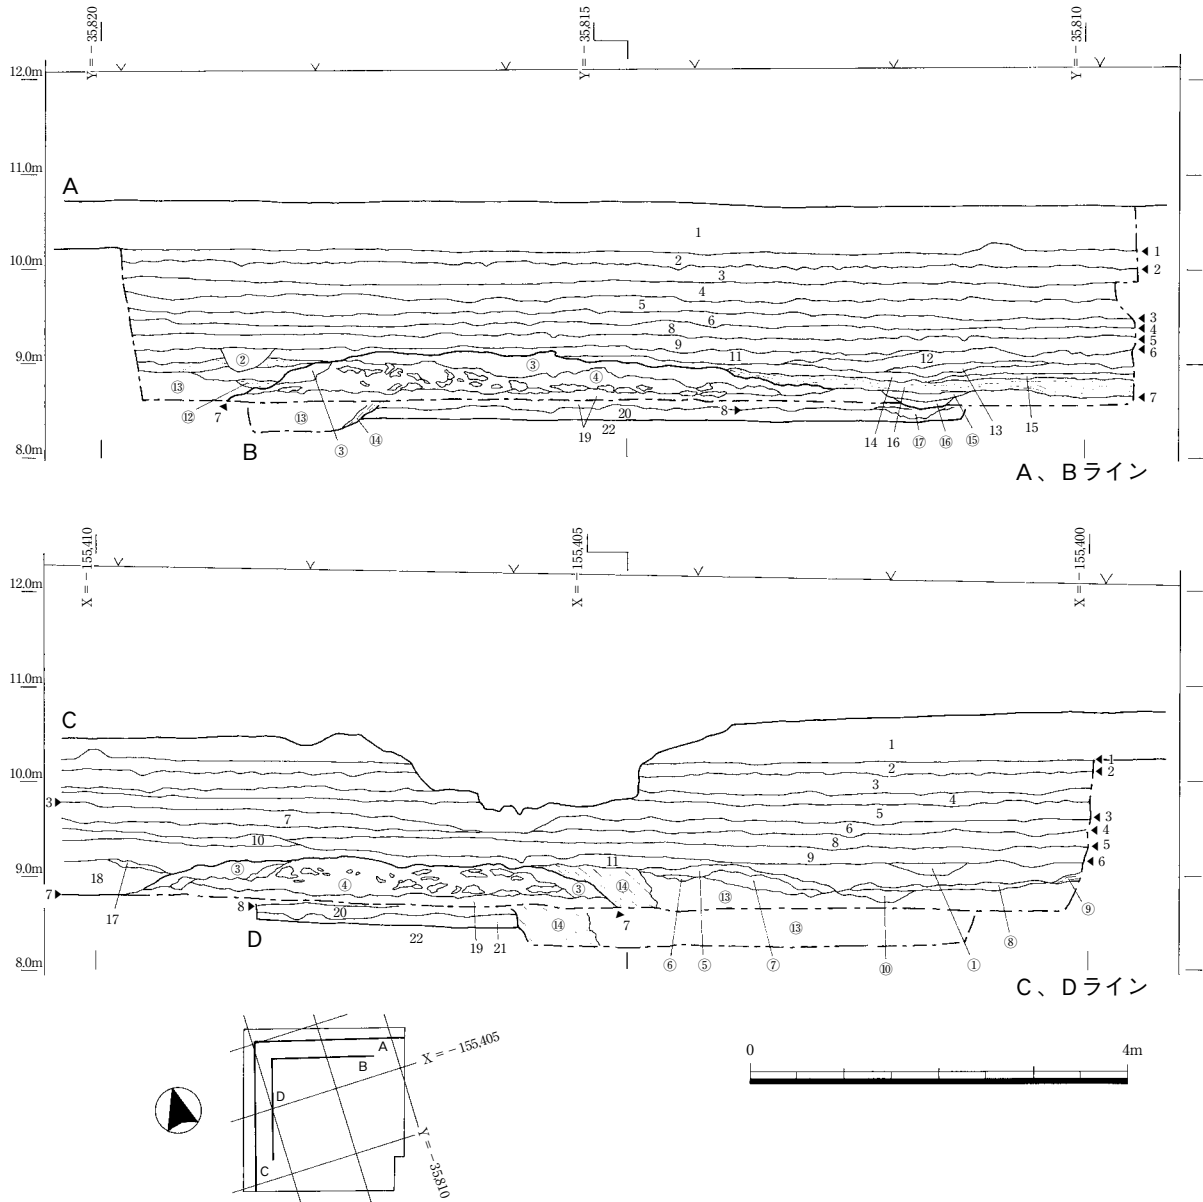 Y = −35,820
Y = −35,815
Y = −35,810
12.0m
11.0m
A
1
◀ 1
10.0m
2
◀ 2
3
4
5
6
◀ 3
8
◀ 4
9
◀ 5
9.0m
②
③
11
12
◀ 6
④
⑬
⑫
7
⑬
8▶
20
◀ 7
8.0m
B
③
⑭
19
22
14
16
⑰
⑯
⑮
13
15
A、Bライン
X = −155,410
X = −155,405
X = −155,400
12.0m
11.0m
C
1
◀ 1
10.0m
2
◀ 2
3
3▶
4
5
◀ 3
7
6
◀ 4
10
8
◀ 5
9.0m
11
9
◀ 6
18
③
④
③
⑭
⑬
7▶
17
8▶
20
19
21
⑭
7
⑬
⑨
D
22
⑥
⑤
⑦
⑩
①
⑧
8.0m
C、Dライン
A
B
X = −155,405
D
C
Y = −35,810
0
4m